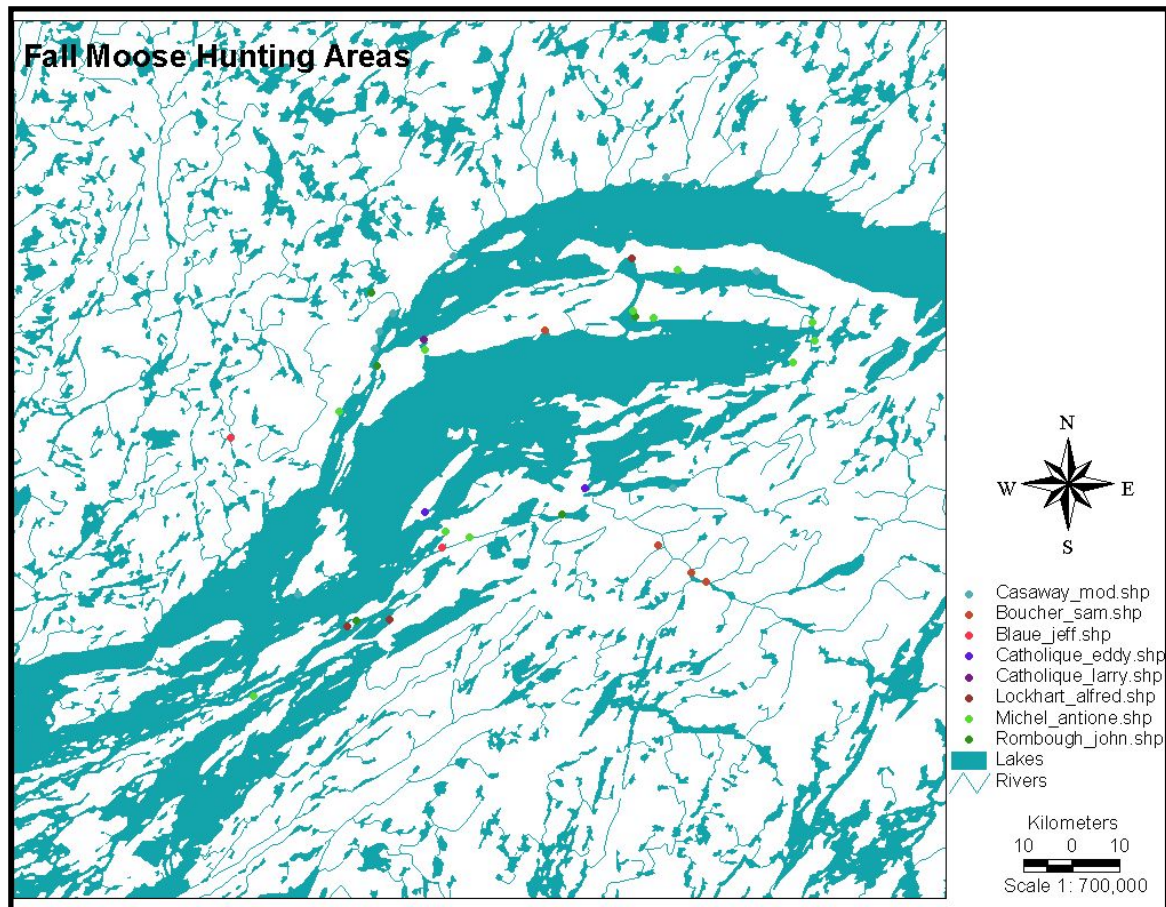 Fall Moose Hunting Areas
N
W E
S
Casaway_mod.shp
Boucher_sam.shp
Blaue_jeff.shp
Catholique_eddy.shp
Catholique_larry.shp
Lockhart_alfred.shp
Michel_antione.shp
Rombough_john.shp
Lakes
Rivers
Kilometers
10 0 10
Scale 1: 700,000